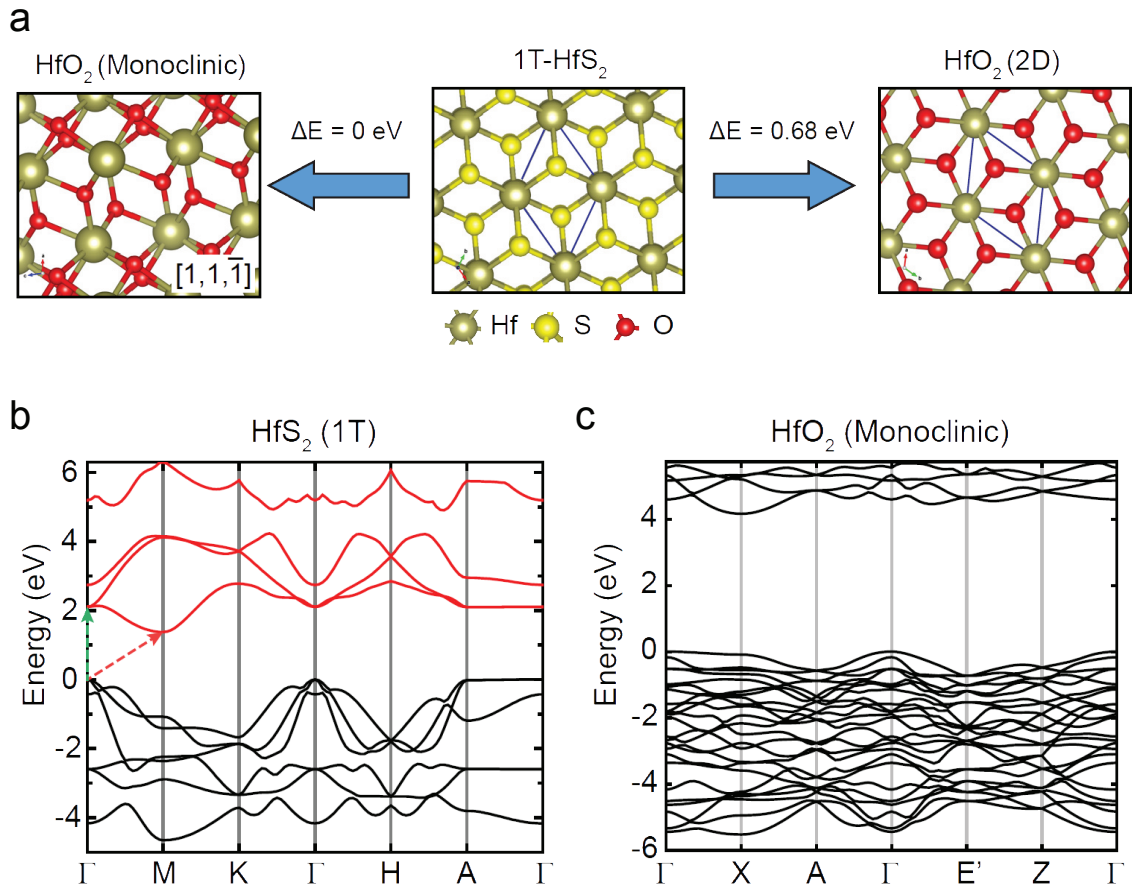 a
HfO₂ (Monoclinic)
1T-HfS₂
HfO₂ (2D)
ΔE = 0 eV
ΔE = 0.68 eV
[1,1,1̅]
Hf
S
O
b
HfS₂ (1T)
Energy (eV)
6
4
2
0
-2
-4
Γ M K Γ H A Γ
c
HfO₂ (Monoclinic)
Energy (eV)
4
2
0
-2
-4
-6
Γ X A Γ E' Z Γ